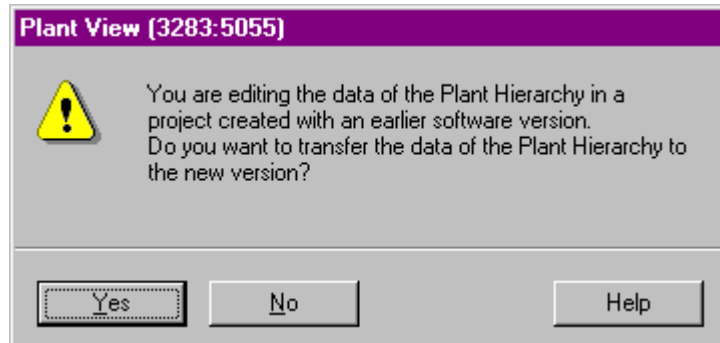 Plant View (3283:5055)
You are editing the data of the Plant Hierarchy in a
project created with an earlier software version.
Do you want to transfer the data of the Plant Hierarchy to
the new version?
Yes No Help